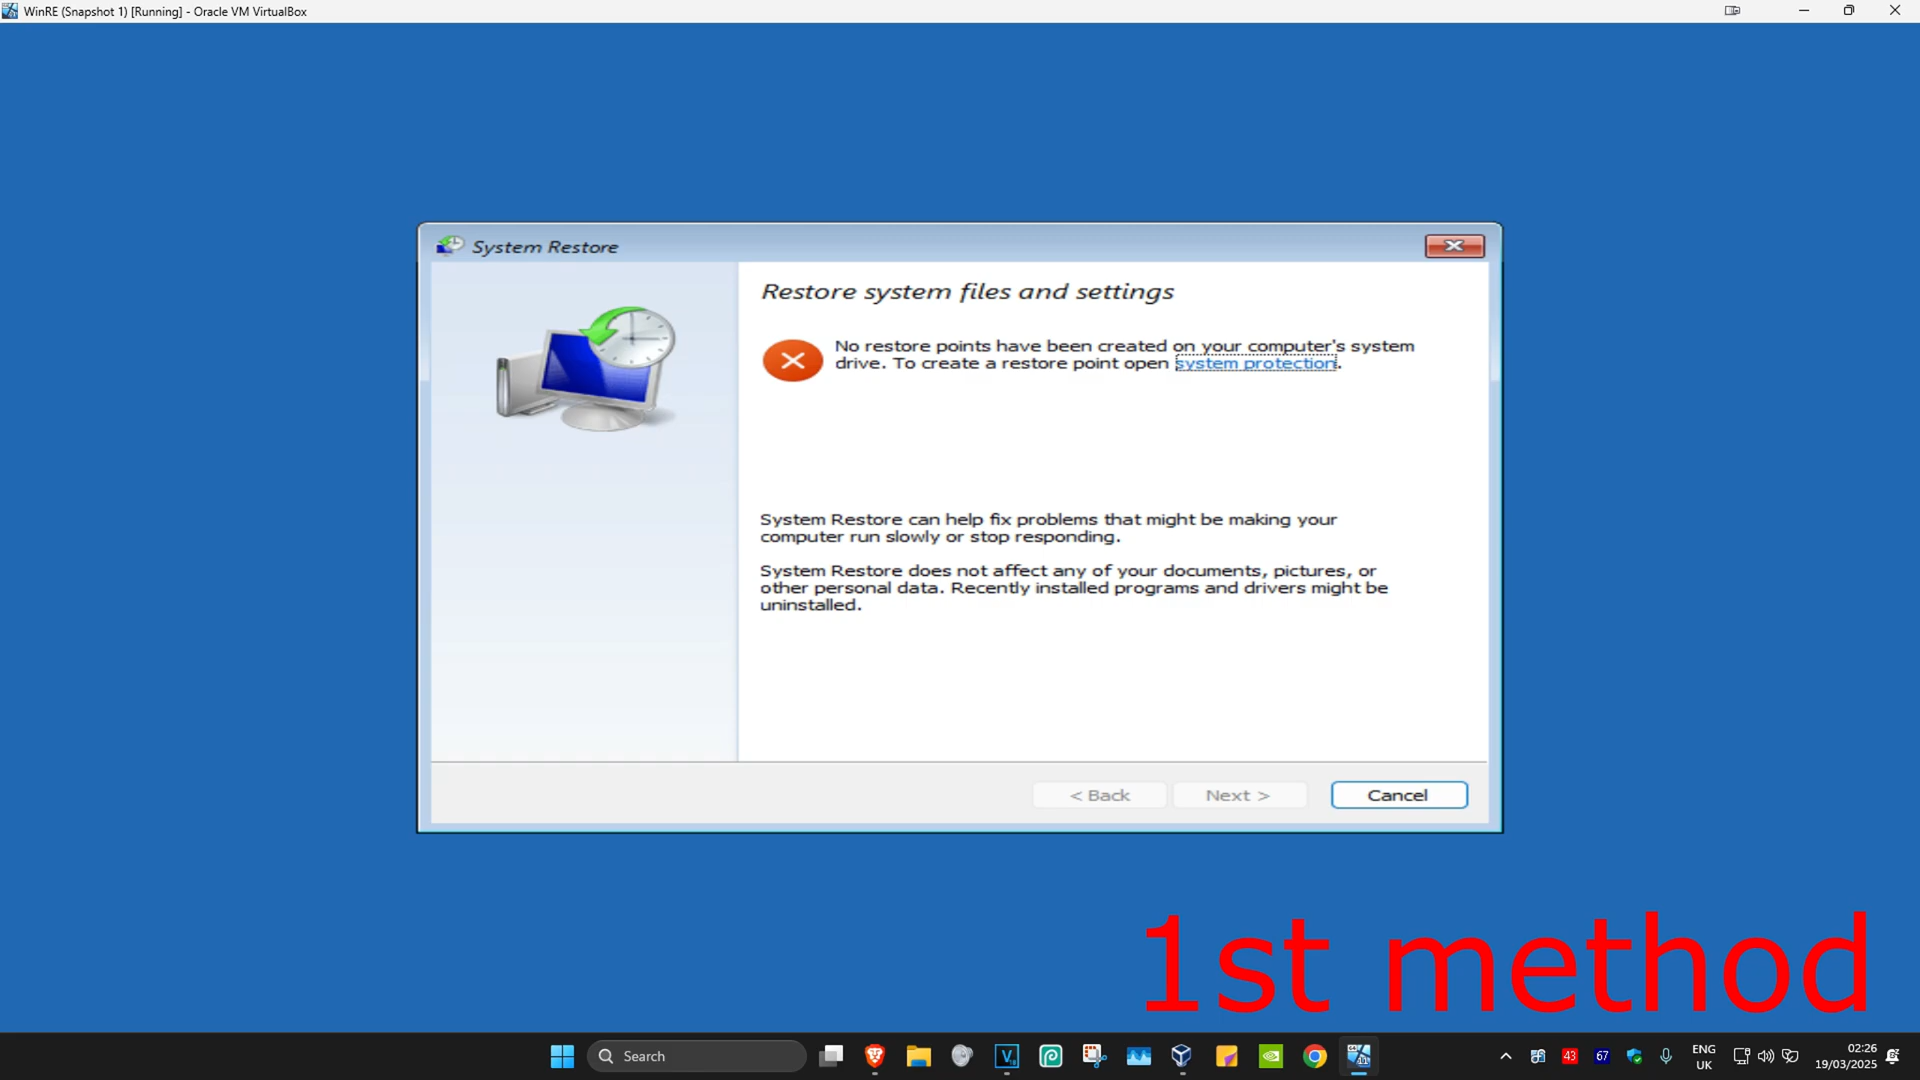 WinRE (Snapshot 1) [Running] - Oracle VM VirtualBox
System Restore
Restore system files and settings
No restore points have been created on your computer's system
drive. To create a restore point open system protection.
System Restore can help fix problems that might be making your
computer run slowly or stop responding.
System Restore does not affect any of your documents, pictures, or
other personal data. Recently installed programs and drivers might be
uninstalled.
< Back
Next >
Cancel
1st method
Search
43
67
ENG
UK
02:26
19/03/2025